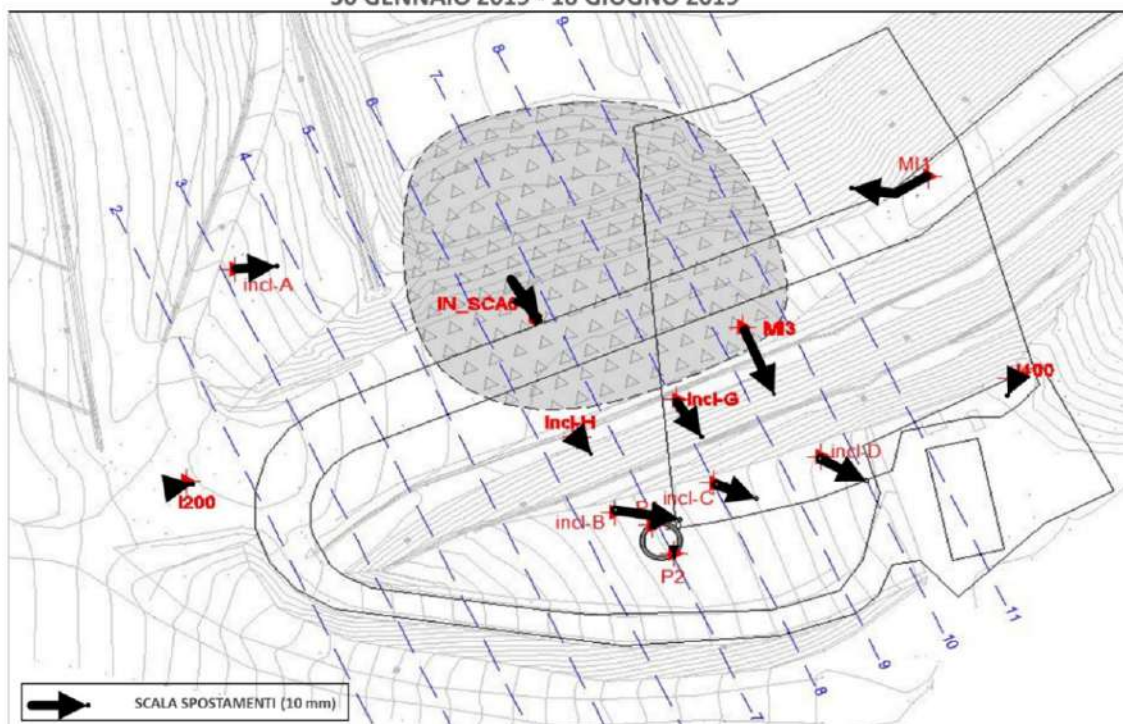 30 GENNAIO 2019 - 18 GIUGNO 2019
9
8
7
6
5
4
3
2
MI1
incl-A
IN_SCA6
MI3
I400
Incl-G
Incl-H
incl-D
I200
incl-C
incl-B
P2
11
10
9
8
7
SCALA SPOSTAMENTI (10 mm)